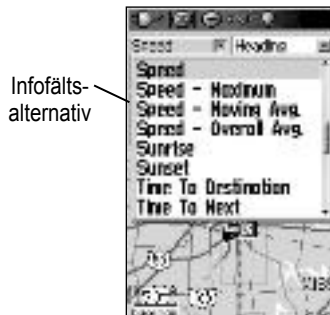 Speed Heading
Infofälts-
alternativ
Speed
Speed - Maximum
Speed - Moving Avg.
Speed - Overall Avg.
Sunrise
Sunset
Time To Destination
Time To Next